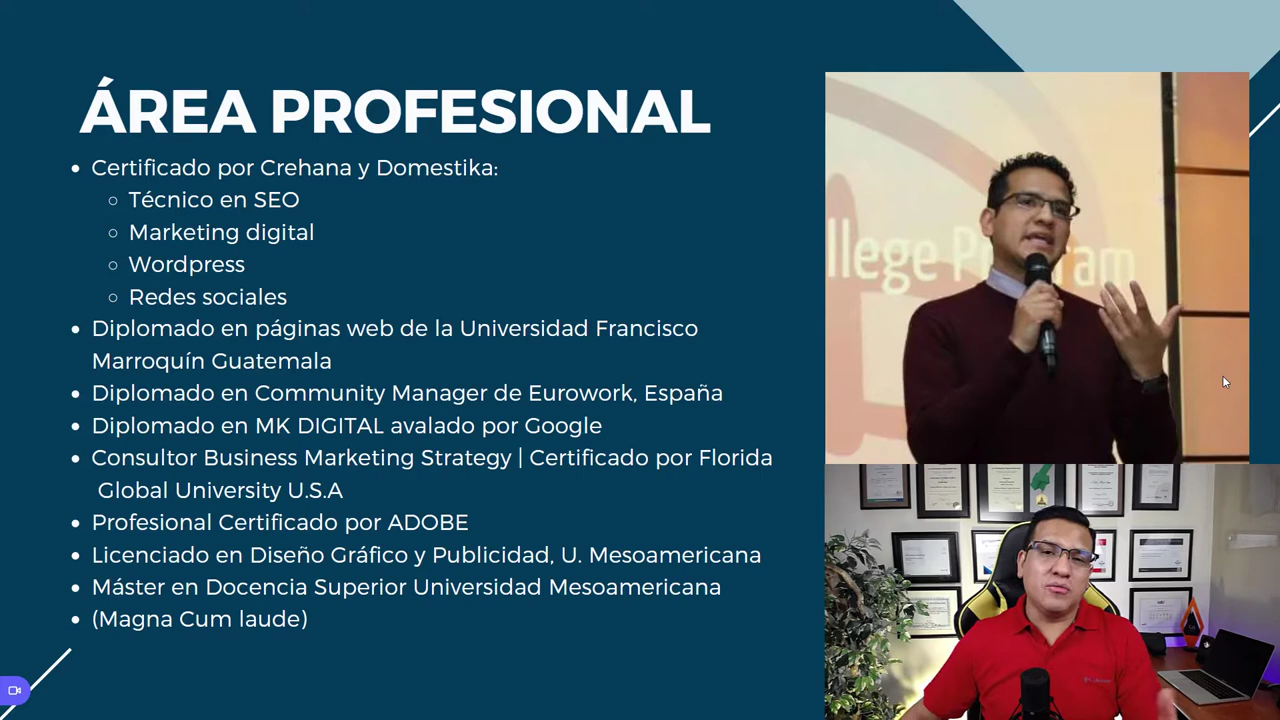 ÁREA PROFESIONAL
Certificado por Crehana y Domestika:
Técnico en SEO
Marketing digital
Wordpress
Redes sociales
Diplomado en páginas web de la Universidad Francisco
Marroquín Guatemala
Diplomado en Community Manager de Eurowork, España
Diplomado en MK DIGITAL avalado por Google
Consultor Business Marketing Strategy | Certificado por Florida
Global University U.S.A
Profesional Certificado por ADOBE
Licenciado en Diseño Gráfico y Publicidad, U. Mesoamericana
Máster en Docencia Superior Universidad Mesoamericana
(Magna Cum laude)
llege P ram